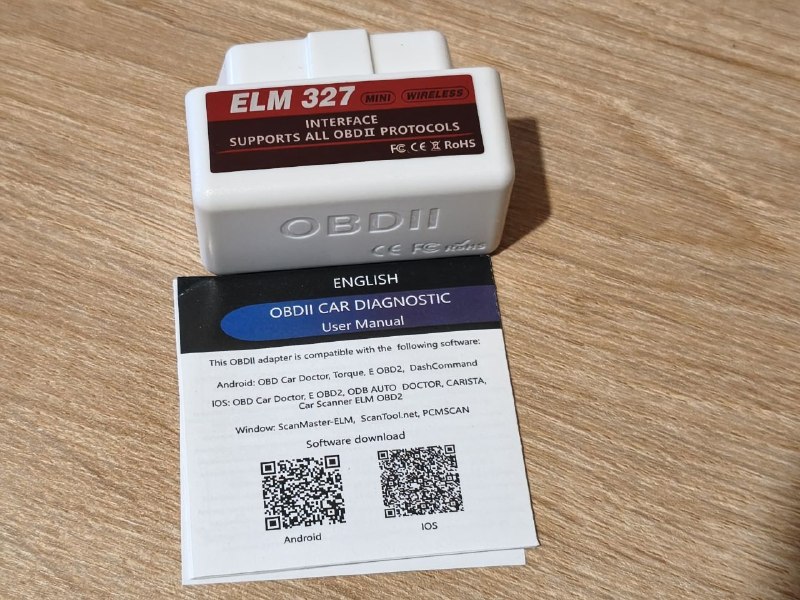 ELM 327 MINI WIRELESS
INTERFACE
SUPPORTS ALL OBDII PROTOCOLS
FC CE RoHS
OBDII
CE FC RoHS
ENGLISH
OBDII CAR DIAGNOSTIC
User Manual
This OBDII adapter is compatible with the following software:
Android: OBD Car Doctor, Torque, E OBD2, DashCommand
IOS: OBD Car Doctor, E OBD2, ODB AUTO DOCTOR, CARISTA,
Car Scanner ELM OBD2
Window: ScanMaster-ELM, ScanTool.net, PCMSCAN
Software download
Android
IOS